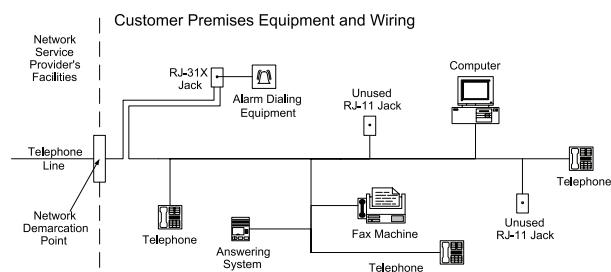 Customer Premises Equipment and Wiring
Network
Service
Provider's
Facilities
RJ-31X
Jack
Alarm Dialing
Equipment
Unused
RJ-11 Jack
Computer
Telephone
Line
Network
Demarcation
Point
Telephone
Answering
System
Fax Machine
Telephone
Unused
RJ-11 Jack
Telephone